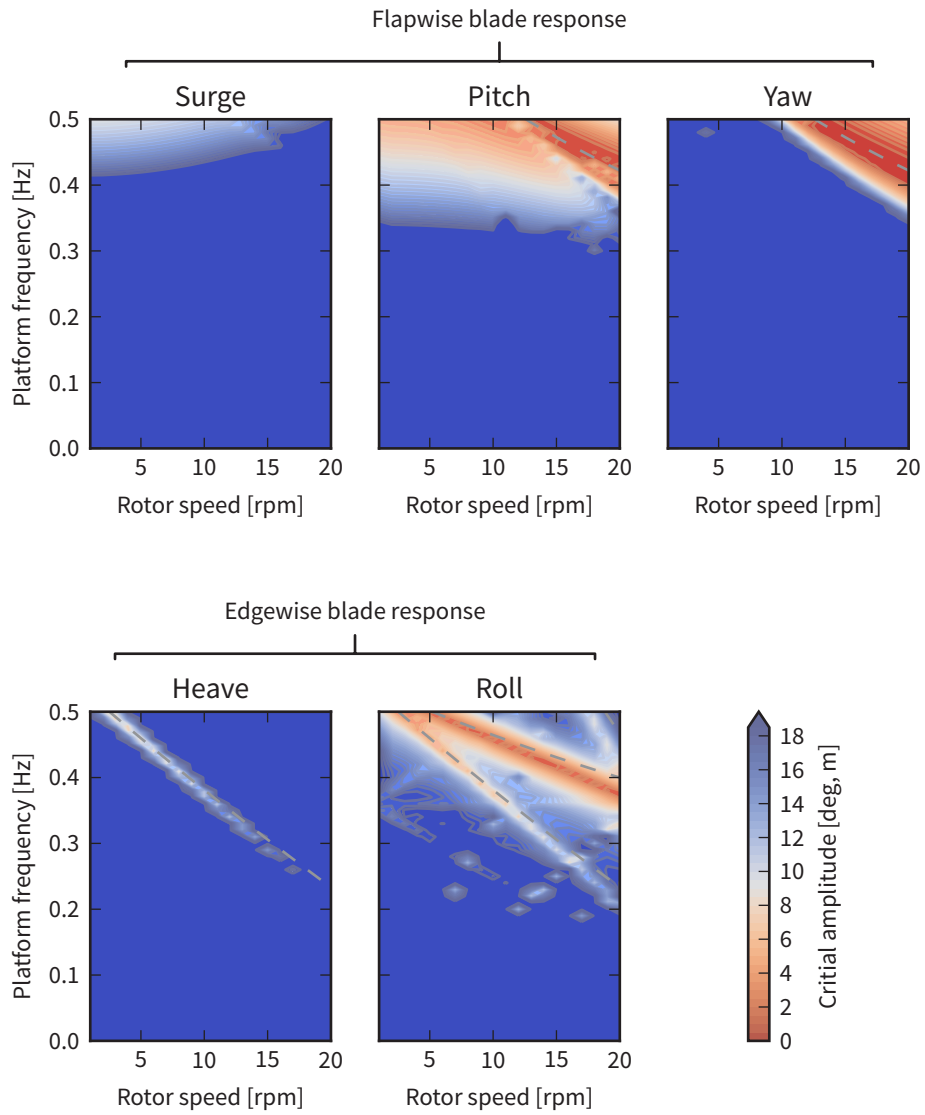 Flapwise blade response
Surge Pitch Yaw
Platform frequency [Hz]
0.5
0.4
0.3
0.2
0.1
0.0
5 10 15 20 5 10 15 20 5 10 15 20
Rotor speed [rpm] Rotor speed [rpm] Rotor speed [rpm]
Edgewise blade response
Heave Roll
Platform frequency [Hz]
0.5
0.4
0.3
0.2
0.1
0.0
5 10 15 20 5 10 15 20
Rotor speed [rpm] Rotor speed [rpm]
18
16
14
12
10
8
6
4
2
0
Critial amplitude [deg, m]